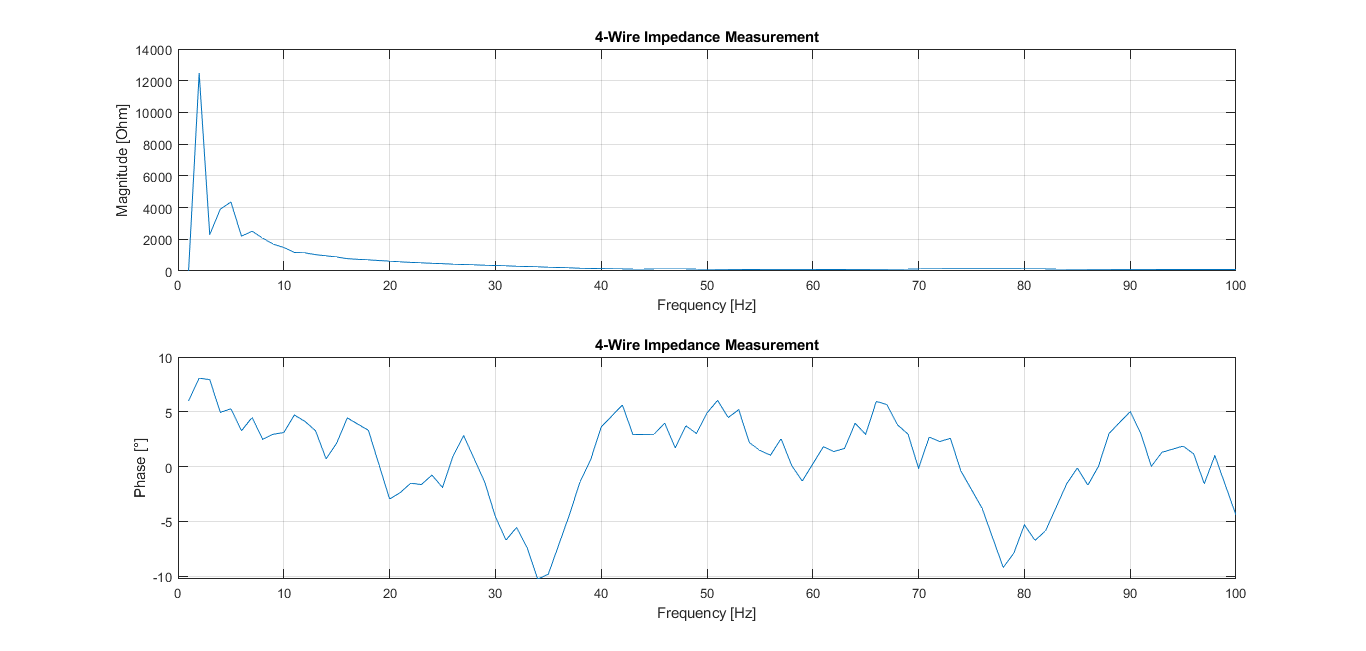 4-Wire Impedance Measurement
14000
12000
10000
8000
6000
4000
2000
0
Magnitude [Ohm]
0 10 20 30 40 50 60 70 80 90 100
Frequency [Hz]
4-Wire Impedance Measurement
10
5
0
-5
-10
Phase [°]
0 10 20 30 40 50 60 70 80 90 100
Frequency [Hz]